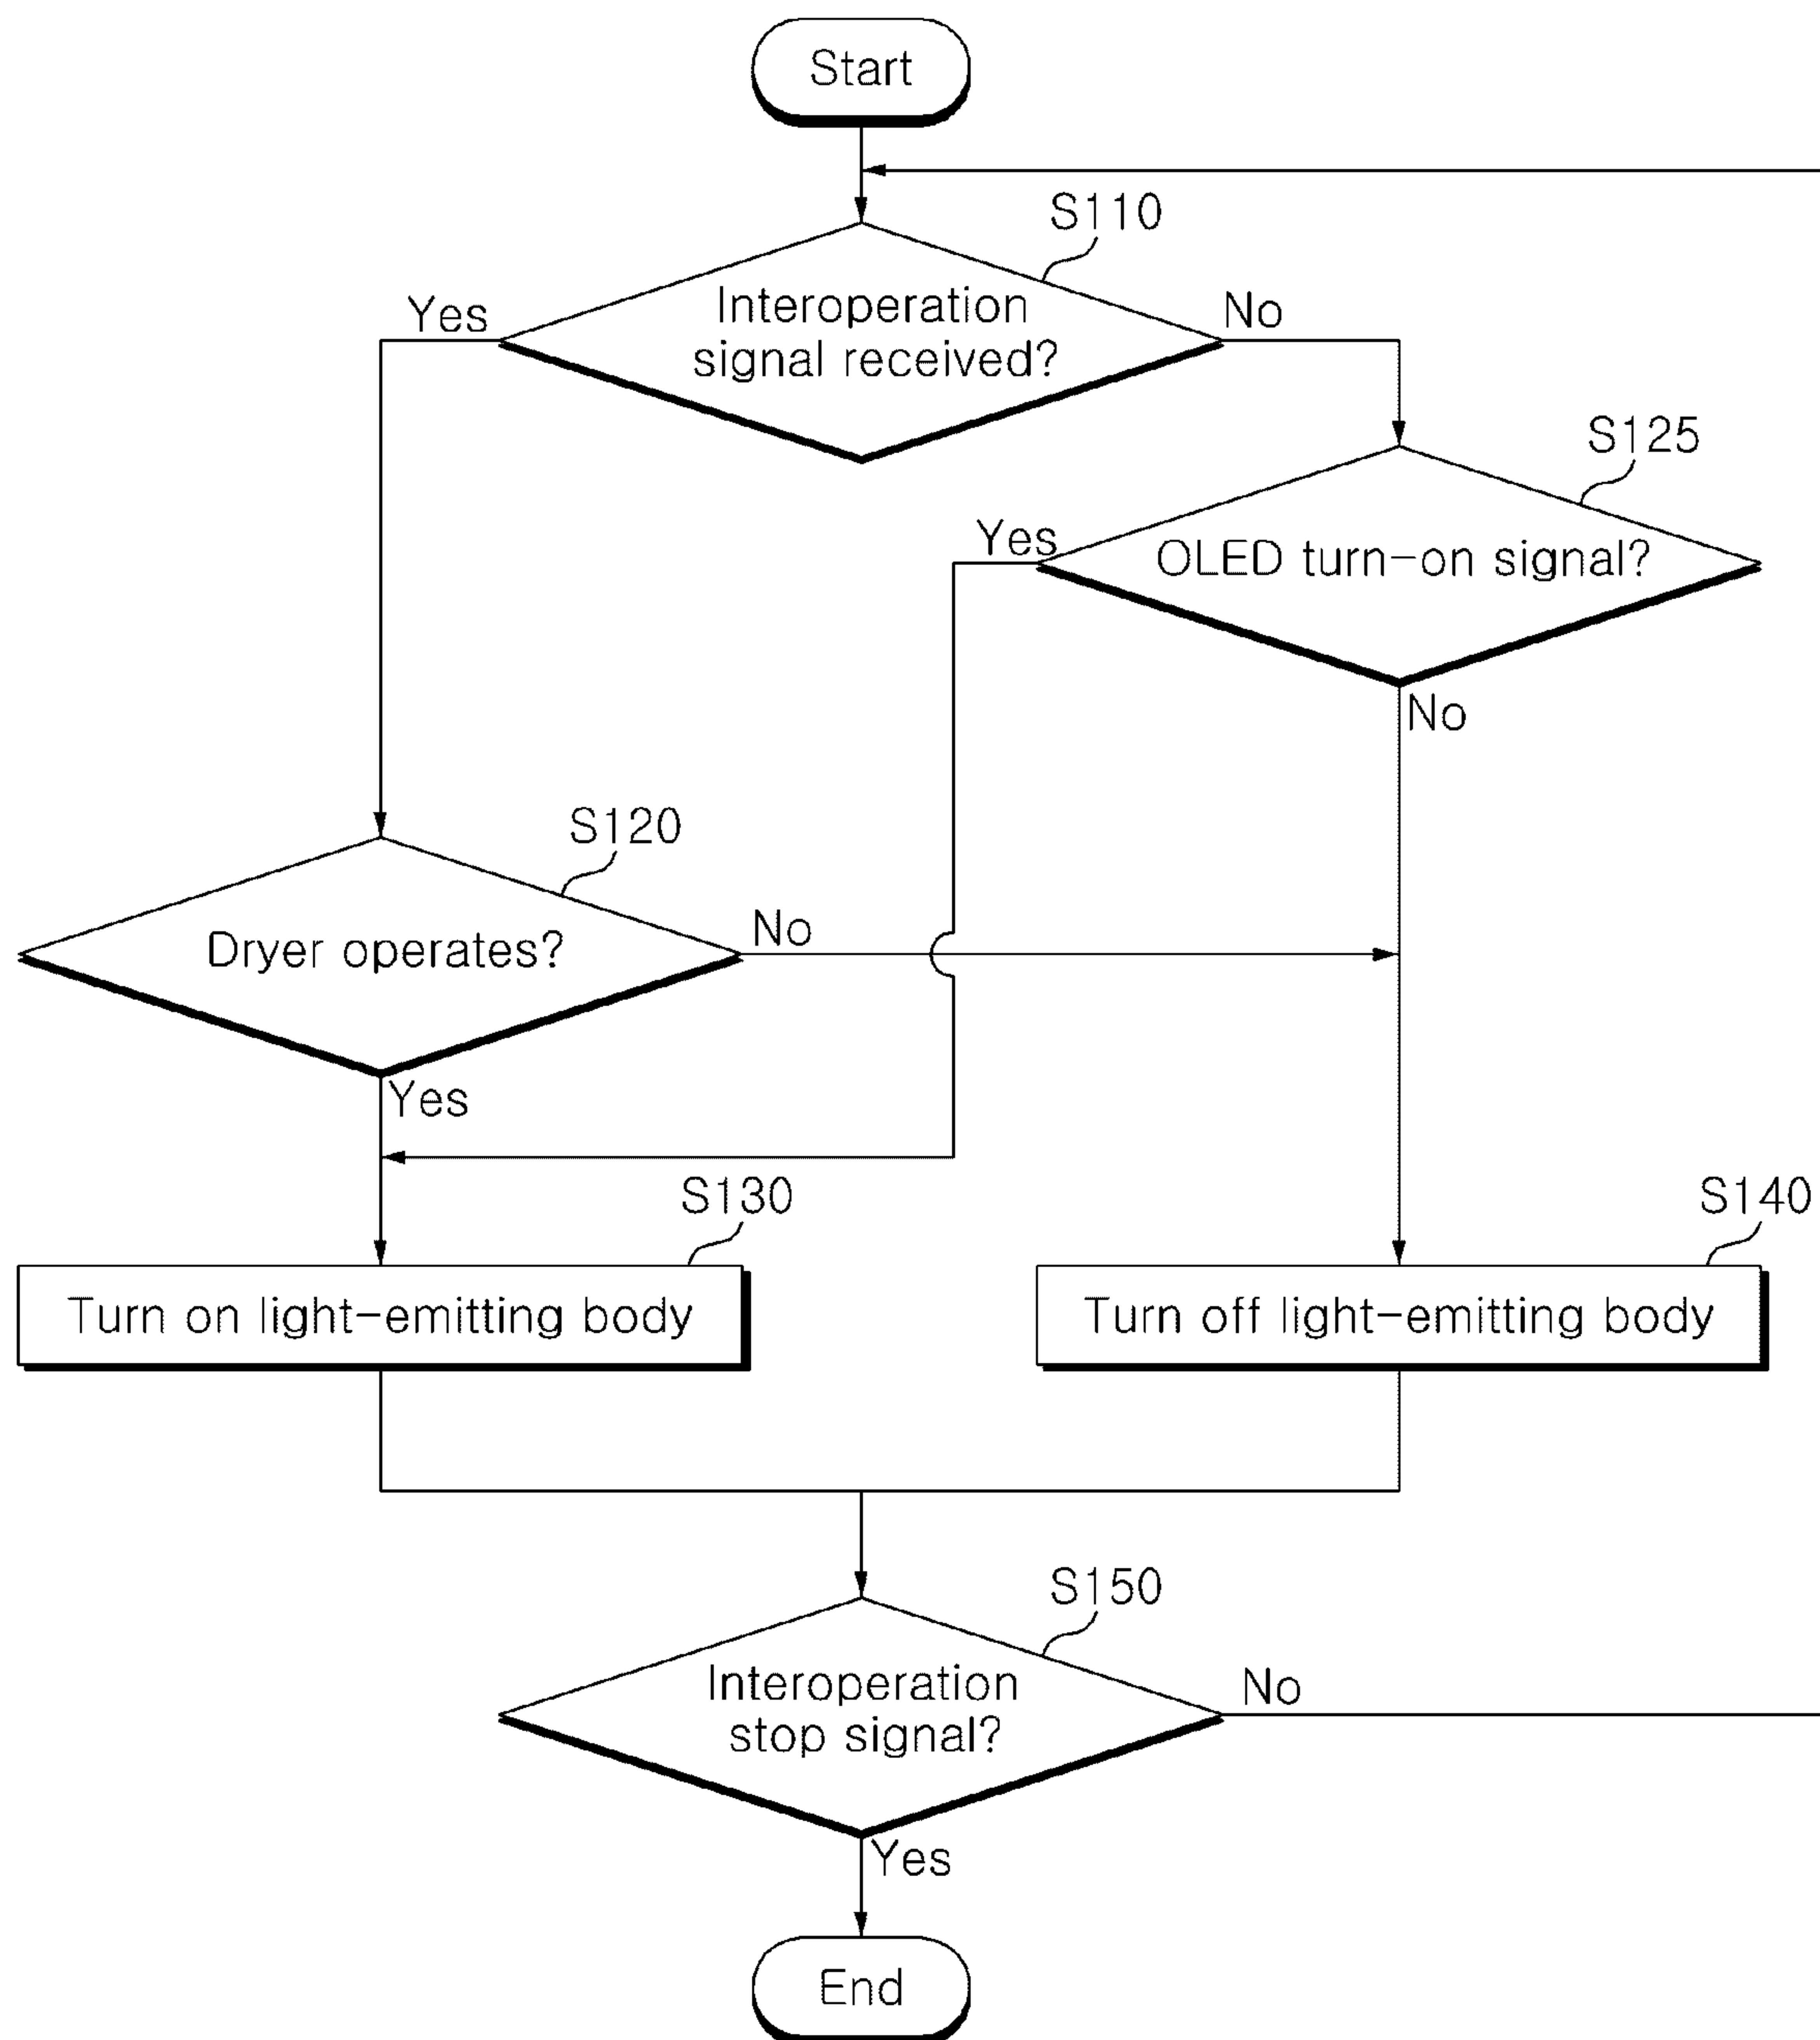 Start
S110
Interoperation
signal received?
Yes
No
S125
OLED turn-on signal?
Yes
No
S120
Dryer operates?
No
Yes
S130
Turn on light-emitting body
S140
Turn off light-emitting body
S150
Interoperation
stop signal?
No
Yes
End